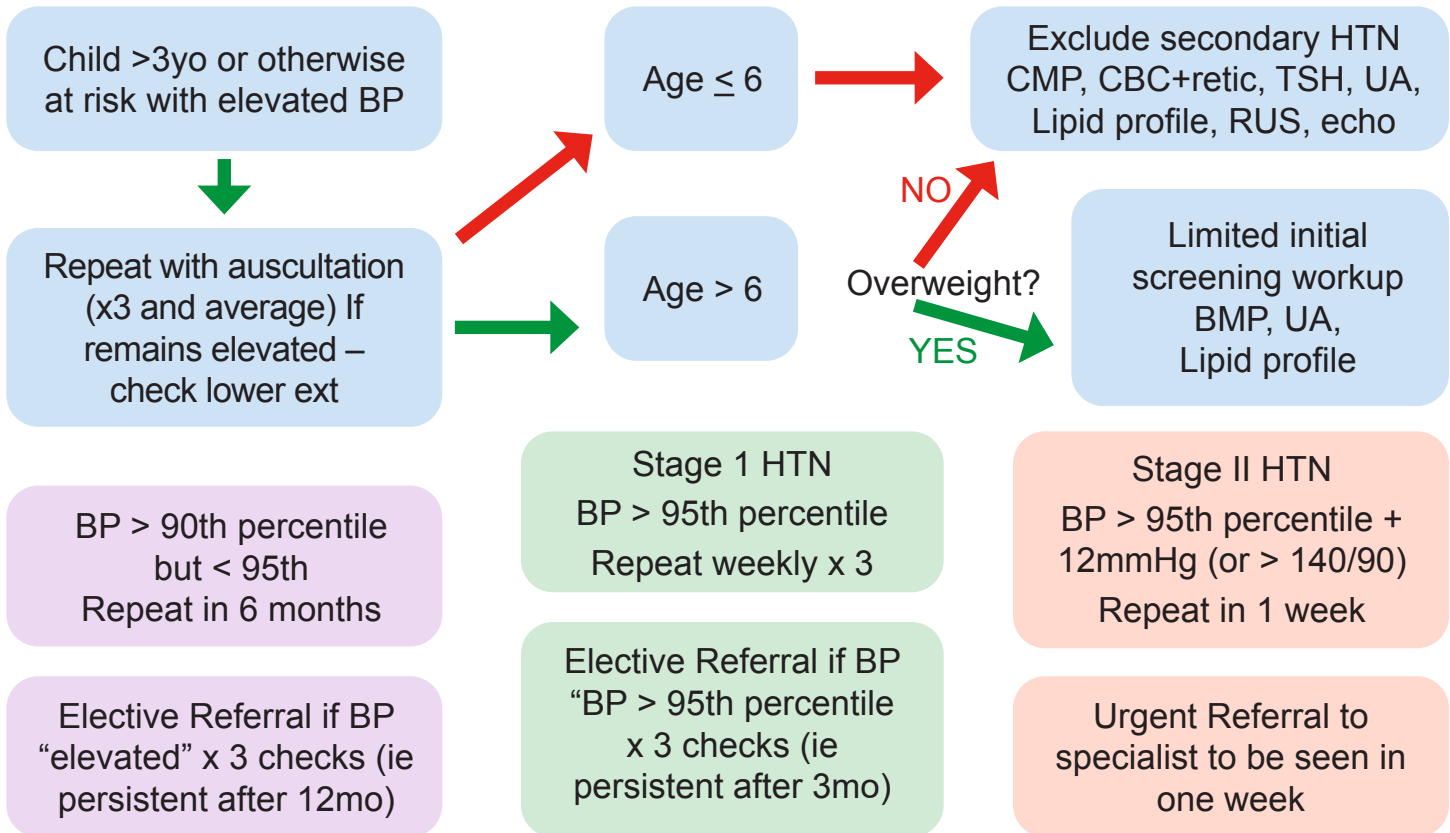 Child >3yo or otherwise
at risk with elevated BP
Repeat with auscultation
(x3 and average) If
remains elevated –
check lower ext
Age ≤ 6
Age > 6
Exclude secondary HTN
CMP, CBC+retic, TSH, UA,
Lipid profile, RUS, echo
NO
Overweight?
YES
Limited initial
screening workup
BMP, UA,
Lipid profile
BP > 90th percentile
but < 95th
Repeat in 6 months
Elective Referral if BP
“elevated” x 3 checks (ie
persistent after 12mo)
Stage 1 HTN
BP > 95th percentile
Repeat weekly x 3
Elective Referral if BP
“BP > 95th percentile
x 3 checks (ie
persistent after 3mo)
Stage II HTN
BP > 95th percentile +
12mmHg (or > 140/90)
Repeat in 1 week
Urgent Referral to
specialist to be seen in
one week